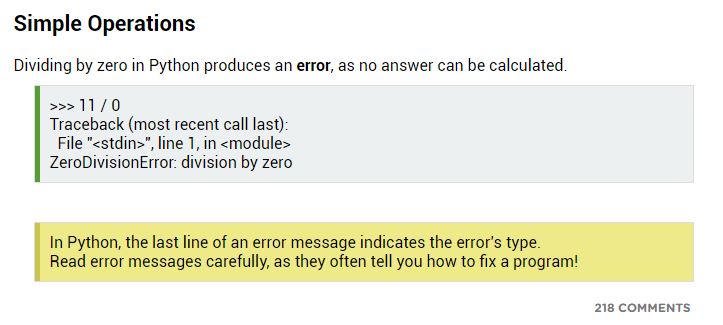 Simple Operations
Dividing by zero in Python produces an error, as no answer can be calculated.
>>> 11 / 0
Traceback (most recent call last):
  File "<stdin>", line 1, in <module>
ZeroDivisionError: division by zero
In Python, the last line of an error message indicates the error's type.
Read error messages carefully, as they often tell you how to fix a program!
218 COMMENTS